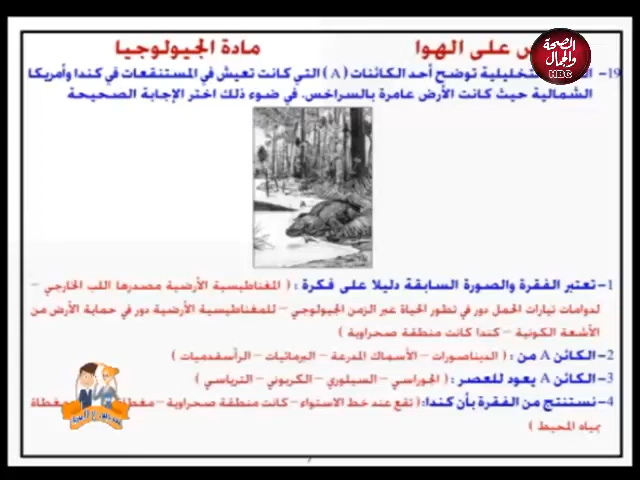 س على الهوا
مادة الجيولوجيا
الصحة
والجمال
HBG
19- تخليلية توضح أحد الكائنات (A) التي كانت تعيش في المستنقعات في كندا وأمريكا
الشمالية حيث كانت الأرض عامرة بالسراخس. في ضوء ذلك اختر الإجابة الصحيحة
1- تعتبر الفقرة والصورة السابقة دليلا على فكرة : ( المغناطيسية الأرضية مصدرها اللب الخارجي –
لدوامات تيارات الحمل دور في تطور الحياة عبر الزمن الجيولوجي – للمغناطيسية الأرضية دور في حماية الأرض من
الأشعة الكونية – كندا كانت منطقة صحراوية )
2- الكائن A من : ( الديناصورات – الأسماك المدرعة – البرمائيات – الرأسقدميات )
3- الكائن A يعود للعصر : ( الجوراسي – السيلوري – الكربوني – الترياسي )
4- نستنتج من الفقرة بأن كندا: ( تقع عند خط الاستواء – كانت منطقة صحراوية – مغطاة
بمياه المحيط )